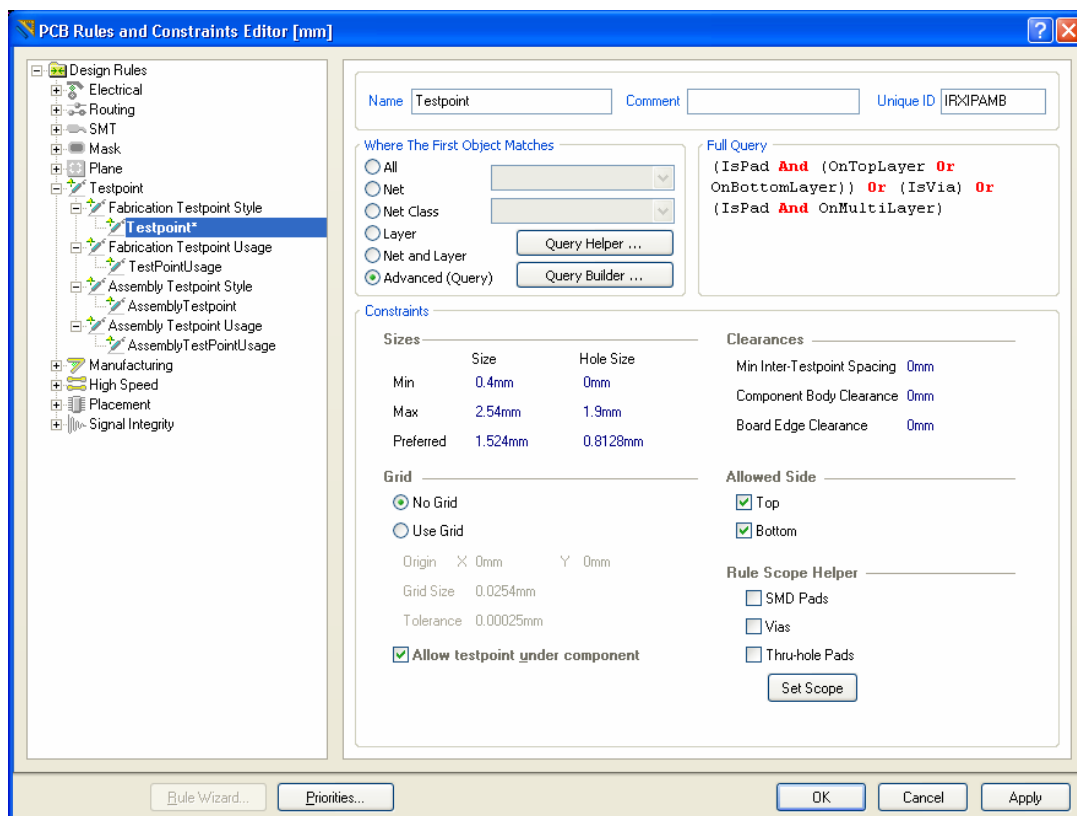 PCB Rules and Constraints Editor [mm]
Design Rules
Electrical
Routing
SMT
Mask
Plane
Testpoint
Fabrication Testpoint Style
Testpoint*
Fabrication Testpoint Usage
TestPointUsage
Assembly Testpoint Style
AssemblyTestpoint
Assembly Testpoint Usage
AssemblyTestPointUsage
Manufacturing
High Speed
Placement
Signal Integrity
Name Testpoint Comment Unique ID IRXIPAMB
Where The First Object Matches
All
Net
Net Class
Layer
Net and Layer
Advanced (Query)
Query Helper ...
Query Builder ...
Full Query
(IsPad And (OnTopLayer Or
OnBottomLayer)) Or (IsVia) Or
(IsPad And OnMultiLayer)
Constraints
Sizes
Size Hole Size
Min 0.4mm 0mm
Max 2.54mm 1.9mm
Preferred 1.524mm 0.8128mm
Clearances
Min Inter-Testpoint Spacing 0mm
Component Body Clearance 0mm
Board Edge Clearance 0mm
Grid
No Grid
Use Grid
Origin X 0mm Y 0mm
Grid Size 0.0254mm
Tolerance 0.00025mm
Allow testpoint under component
Allowed Side
Top
Bottom
Rule Scope Helper
SMD Pads
Vias
Thru-hole Pads
Set Scope
Rule Wizard... Priorities... OK Cancel Apply